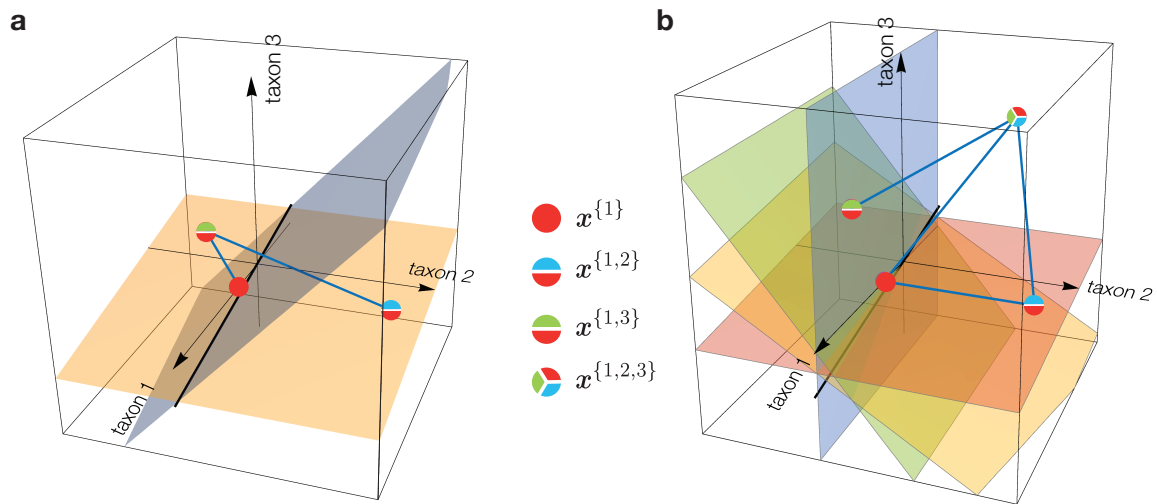 a
taxon 3
taxon 2
taxon 1
x^{1}
x^{1,2}
x^{1,3}
x^{1,2,3}
b
taxon 3
taxon 2
taxon 1